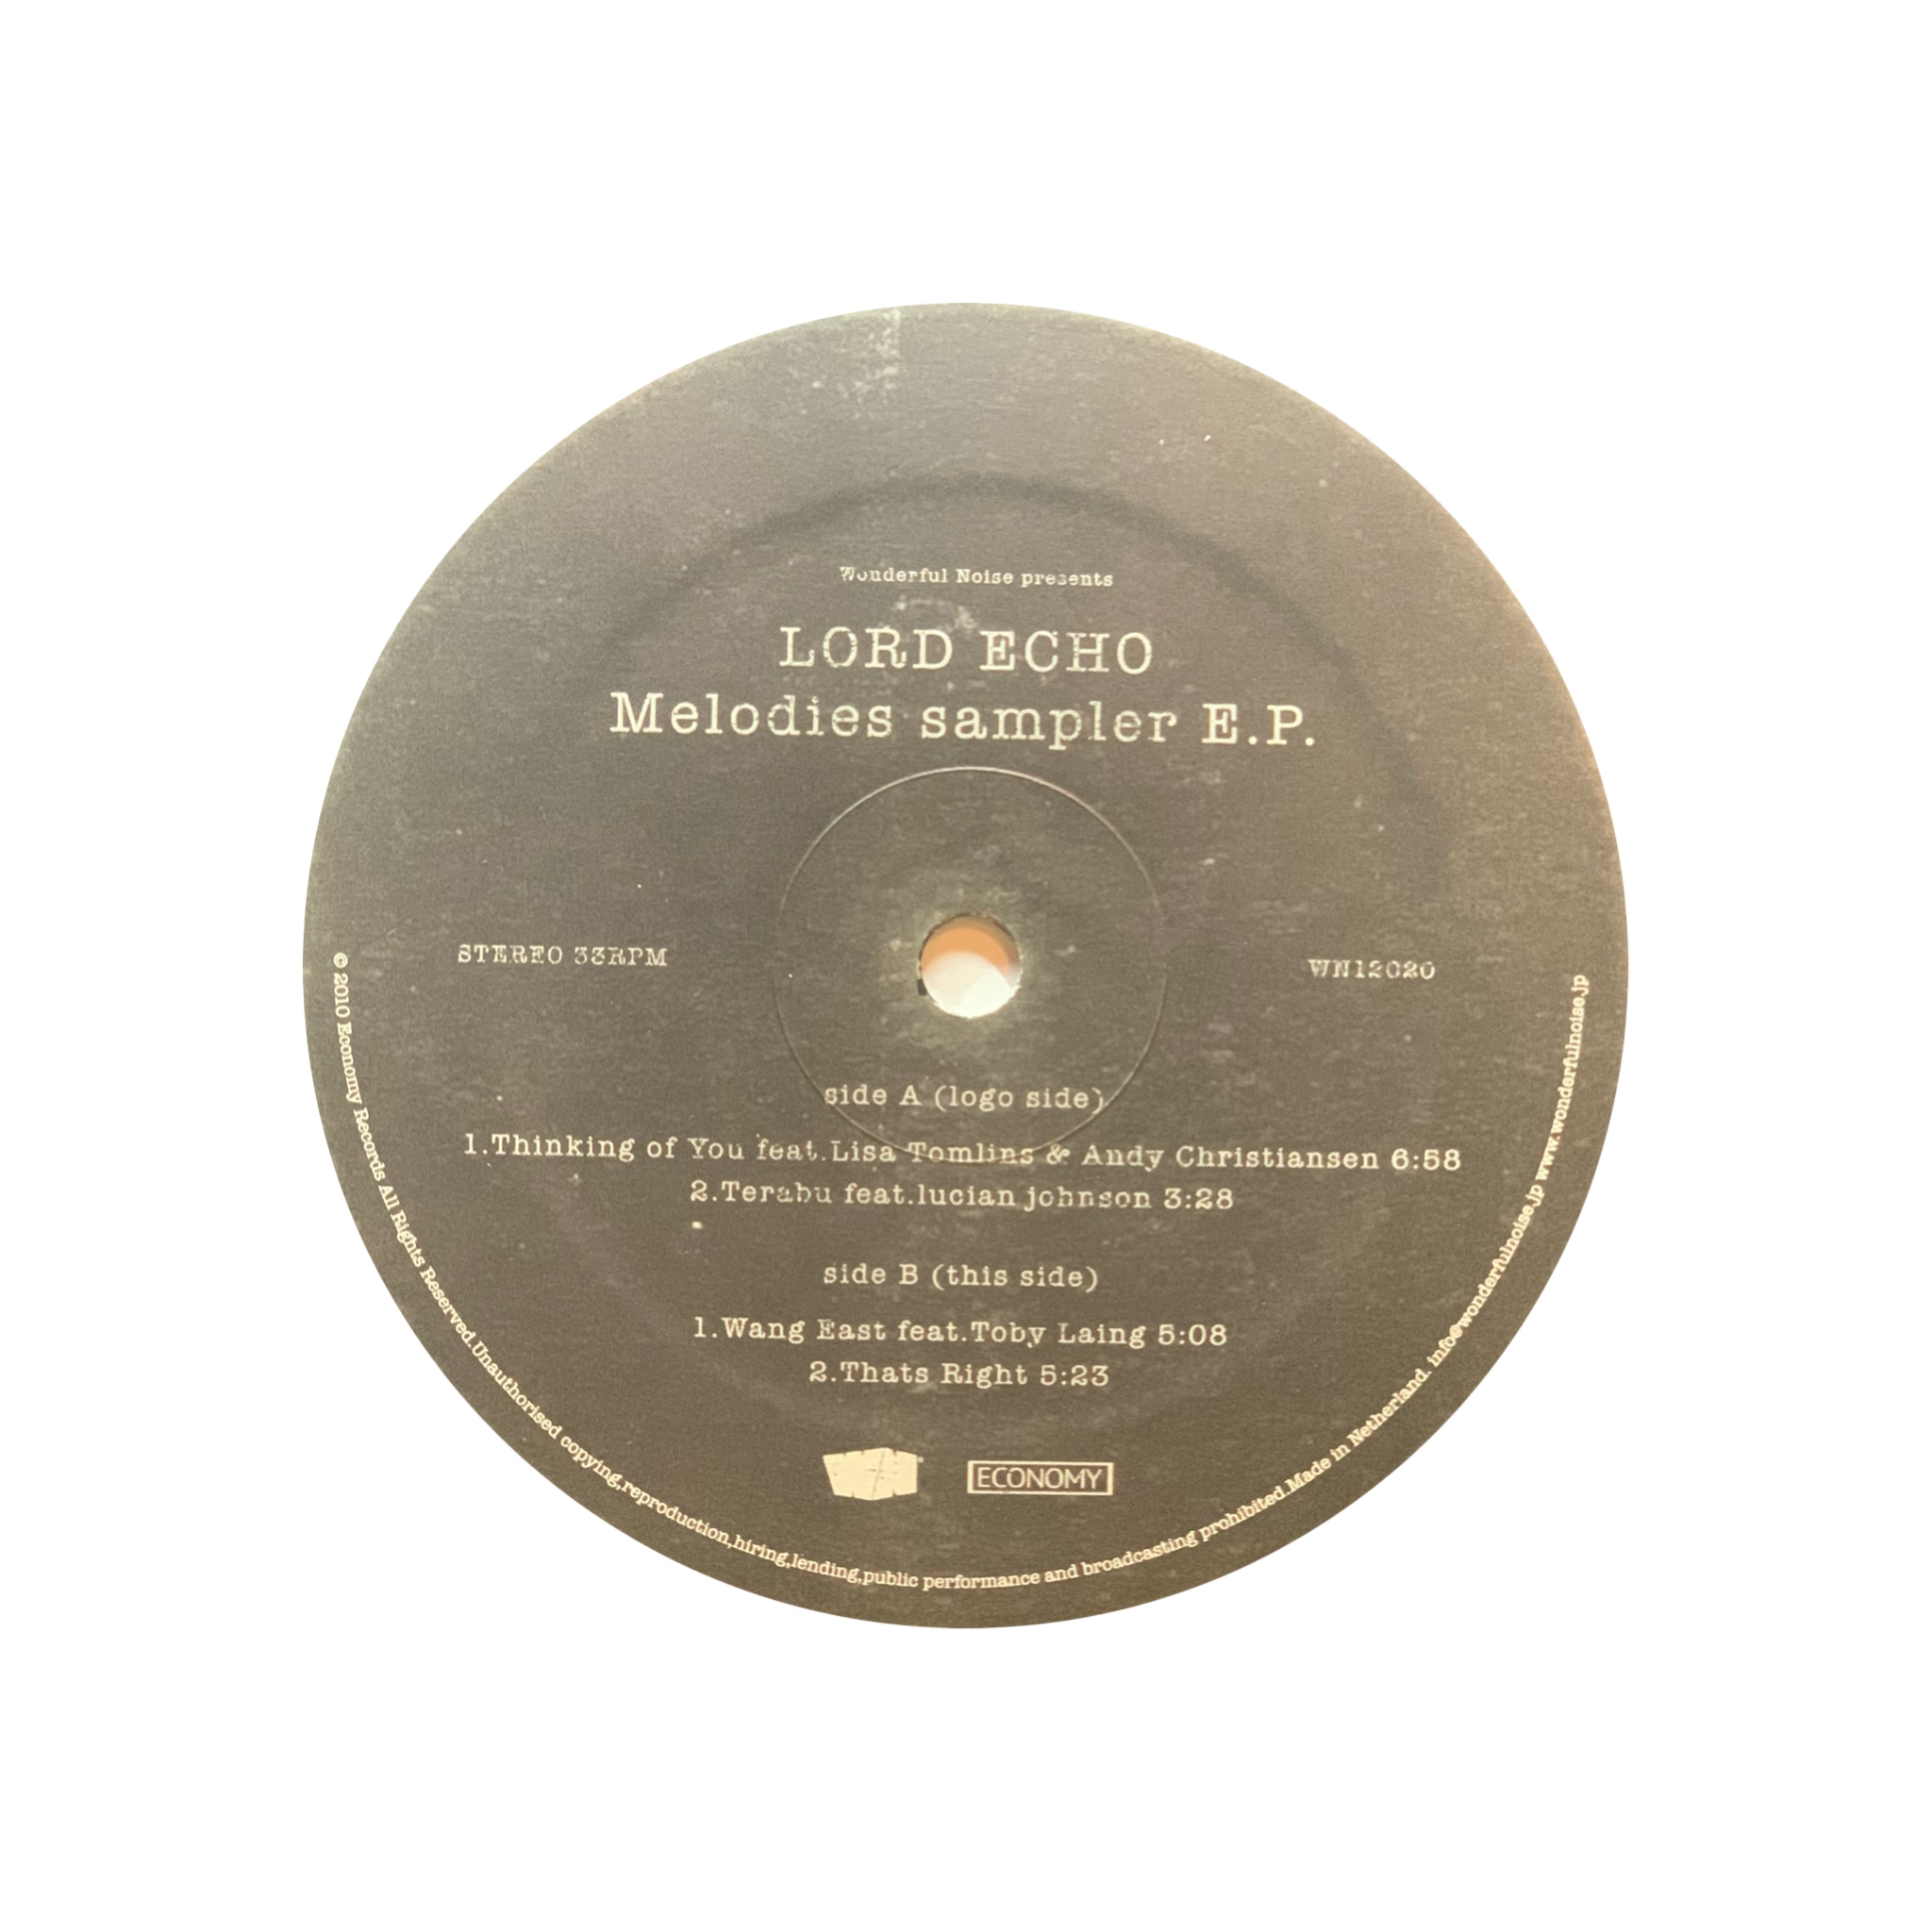 Wonderful Noise presents
LORD ECHO
Melodies sampler E.P.
STEREO 33RPM
WN12020
side A (logo side)
1.Thinking of You feat.Lisa Tomlins & Andy Christiansen 6:58
2.Terabu feat.lucian johnson 3:28
side B (this side)
1.Wang East feat.Toby Laing 5:08
2.Thats Right 5:23
ECONOMY
© 2010 Economy Records All Rights Reserved.Unauthorised copying,reproduction,hiring,lending,public performance and broadcasting prohibited.Made in Netherland. info@wonderfulnoise.jp www.wonderfulnoise.jp